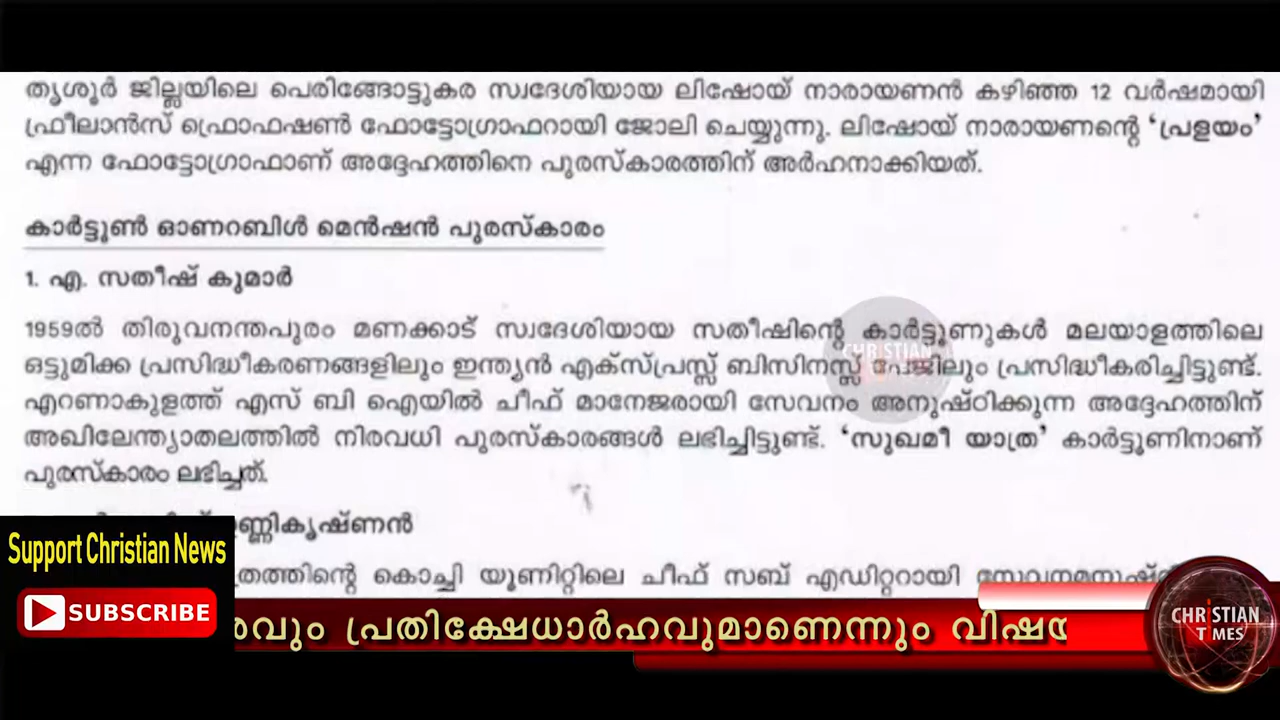 തൃശൂർ ജില്ലയിലെ പെരിങ്ങോട്ടുകര സ്വദേശിയായ ലിഷോയ് നാരായണൻ കഴിഞ്ഞ 12 വർഷമായി
ഫ്രീലാൻസ് ഫ്രൊഫഷൺ ഫോട്ടോഗ്രാഫറായി ജോലി ചെയ്യുന്നു. ലിഷോയ് നാരായണന്റെ ‘പ്രളയം’
എന്ന ഫോട്ടോഗ്രാഫാണ് അദ്ദേഹത്തിനെ പുരസ്കാരത്തിന് അർഹനാക്കിയത്.
കാർട്ടൂൺ ഓണറബിൾ മെൻഷൻ പുരസ്കാരം
1. എ. സതീഷ് കുമാർ
1959ൽ തിരുവനന്തപുരം മണക്കാട് സ്വദേശിയായ സതീഷിന്റെ കാർട്ടൂണുകൾ മലയാളത്തിലെ
ഒട്ടുമിക്ക പ്രസിദ്ധീകരണങ്ങളിലും ഇന്ത്യൻ എക്സ്പ്രസ്സ് ബിസിനസ്സ് പേജിലും പ്രസിദ്ധീകരിച്ചിട്ടുണ്ട്.
എറണാകുളത്ത് എസ് ബി ഐയിൽ ചീഫ് മാനേജരായി സേവനം അനുഷ്ഠിക്കുന്ന അദ്ദേഹത്തിന്
അഖിലേന്ത്യാതലത്തിൽ നിരവധി പുരസ്കാരങ്ങൾ ലഭിച്ചിട്ടുണ്ട്. ‘സുഖമീ യാത്ര’ കാർട്ടൂണിനാണ്
പുരസ്കാരം ലഭിച്ചത്.
കൊച്ചി യൂണിറ്റിലെ ചീഫ് സബ് എഡിറ്ററായി
Support Christian News
SUBSCRIBE
പ്രതിക്ഷേധാർഹവുമാണെന്നും വിഷയ
CHRISTIAN
TIMES